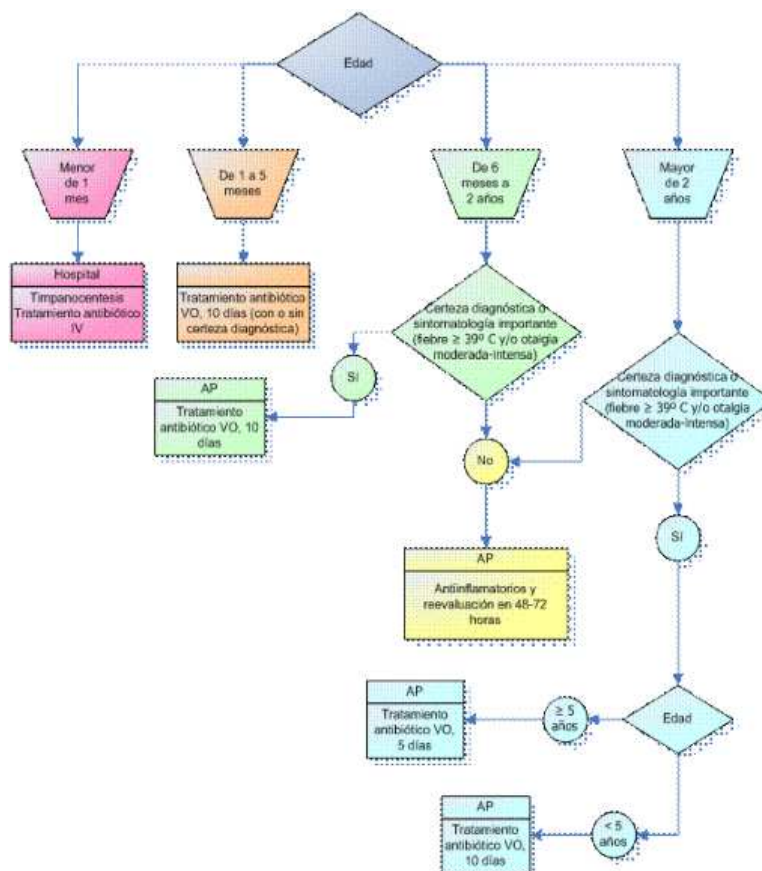 Edad
Menor
de 1
mes
De 1 a 5
meses
De 6
meses a
2 años
Mayor
de 2
años
Hospital
Timpanocentesis
Tratamiento antibiótico
IV
Tratamiento antibiótico
VO, 10 días (con o sin
certeza diagnóstica)
Certeza diagnóstica o
sintomatología importante
(fiebre ≥ 39º C y/o otalgia
moderada-intensa)
Certeza diagnóstica o
sintomatología importante
(fiebre ≥ 39º C y/o otalgia
moderada-intensa)
Sí
AP
Tratamiento
antibiótico VO, 10
días
No
Sí
AP
Antiinflamatorios y
reevaluación en 48-72
horas
AP
Tratamiento
antibiótico VO,
5 días
≥ 5
años
Edad
AP
Tratamiento
antibiótico VO,
10 días
< 5
años